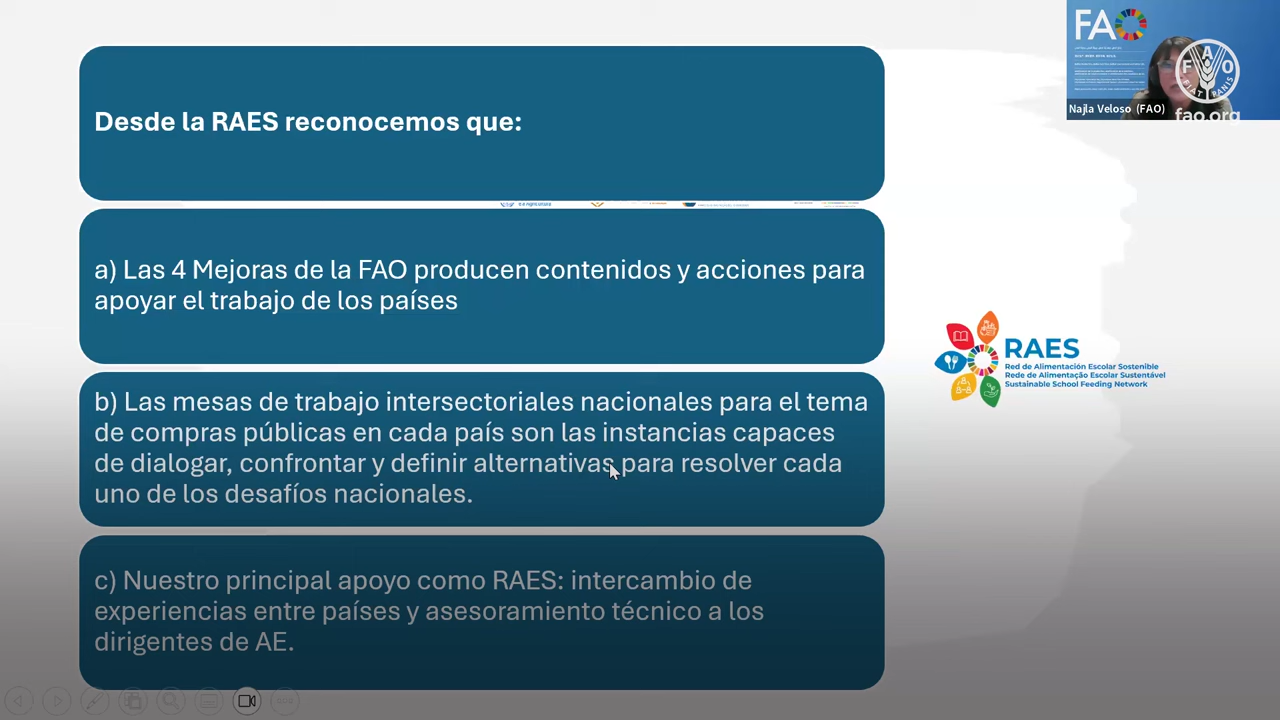 Desde la RAES reconocemos que:
a) Las 4 Mejoras de la FAO producen contenidos y acciones para
apoyar el trabajo de los países
b) Las mesas de trabajo intersectoriales nacionales para el tema
de compras públicas en cada país son las instancias capaces
de dialogar, confrontar y definir alternativas para resolver cada
uno de los desafíos nacionales.
c) Nuestro principal apoyo como RAES: intercambio de
experiencias entre países y asesoramiento técnico a los
dirigentes de AE.
FAO
FAO
FIAT PANIS
Najla Veloso (FAO)
fao.org
RAES
Red de Alimentación Escolar Sostenible
Rede de Alimentação Escolar Sustentável
Sustainable School Feeding Network